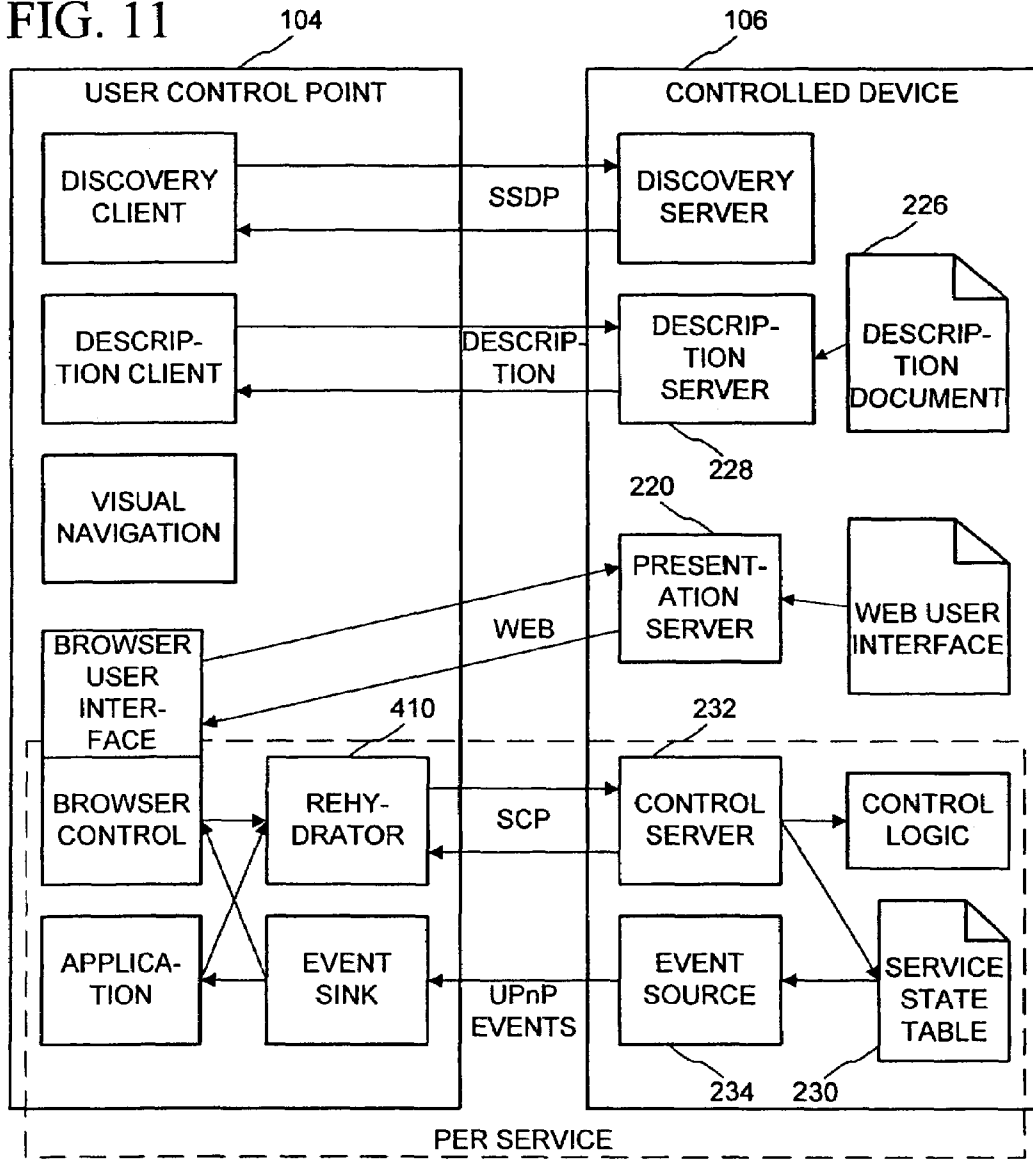 FIG. 11
104
106
USER CONTROL POINT
CONTROLLED DEVICE
DISCOVERY
CLIENT
SSDP
DISCOVERY
SERVER
226
DESCRIP-
TION CLIENT
DESCRIP-
TION
DESCRIP-
TION
SERVER
DESCRIP-
TION
DOCUMENT
228
VISUAL
NAVIGATION
220
PRESENT-
ATION
SERVER
WEB USER
INTERFACE
WEB
BROWSER
USER
INTER-
FACE
410
232
BROWSER
CONTROL
REHY-
DRATOR
SCP
CONTROL
SERVER
CONTROL
LOGIC
APPLICA-
TION
EVENT
SINK
UPnP
EVENTS
EVENT
SOURCE
SERVICE
STATE
TABLE
234
230
PER SERVICE